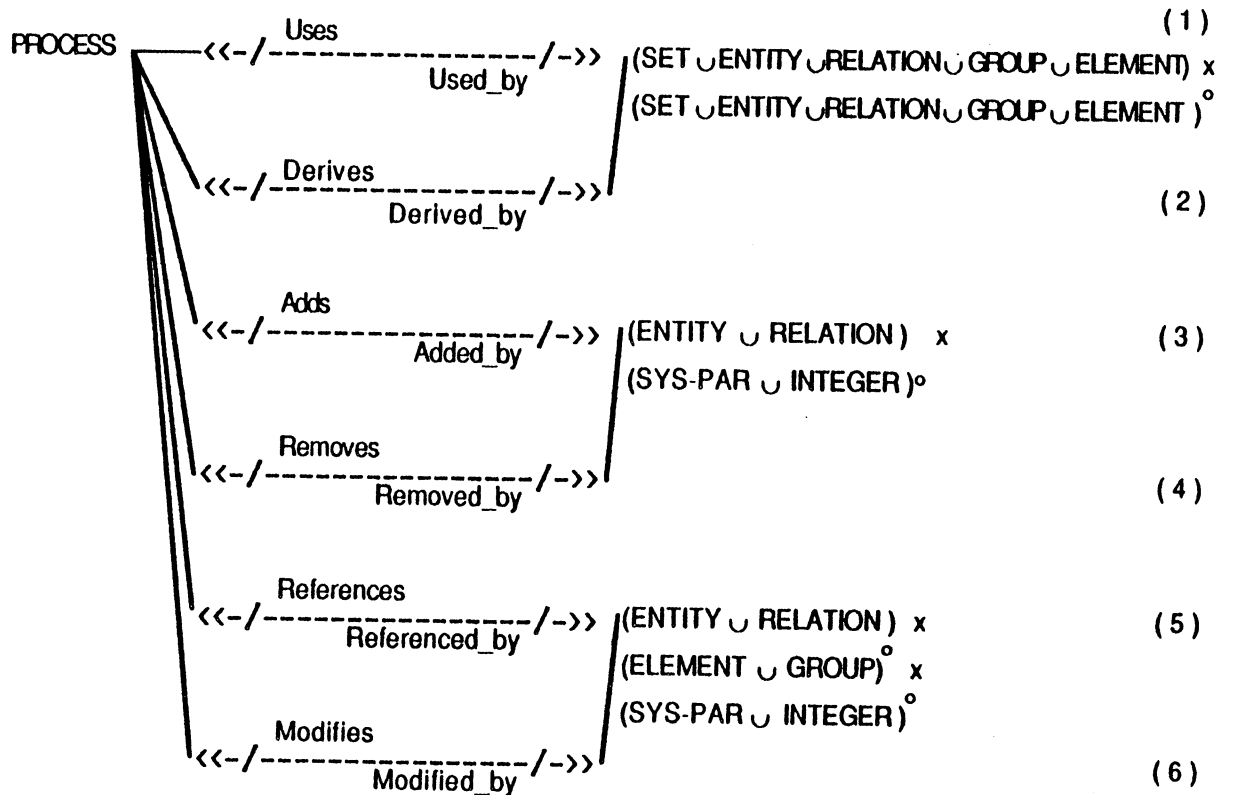 (1)
PROCESS <<-/ Uses ----------------/->> (SET ∪ ENTITY ∪ RELATION ∪ GROUP ∪ ELEMENT) x
Used_by
(SET ∪ ENTITY ∪ RELATION ∪ GROUP ∪ ELEMENT)°
<<-/ Derives ----------------/->>
Derived_by
(2)
Adds
<<-/----------------/->> (ENTITY ∪ RELATION) x (3)
Added_by
(SYS-PAR ∪ INTEGER)°
Removes
<<-/----------------/->>
Removed_by
(4)
References
<<-/----------------/->> (ENTITY ∪ RELATION) x (5)
Referenced_by
(ELEMENT ∪ GROUP)° x
(SYS-PAR ∪ INTEGER)°
Modifies
<<-/----------------/->>
Modified_by
(6)